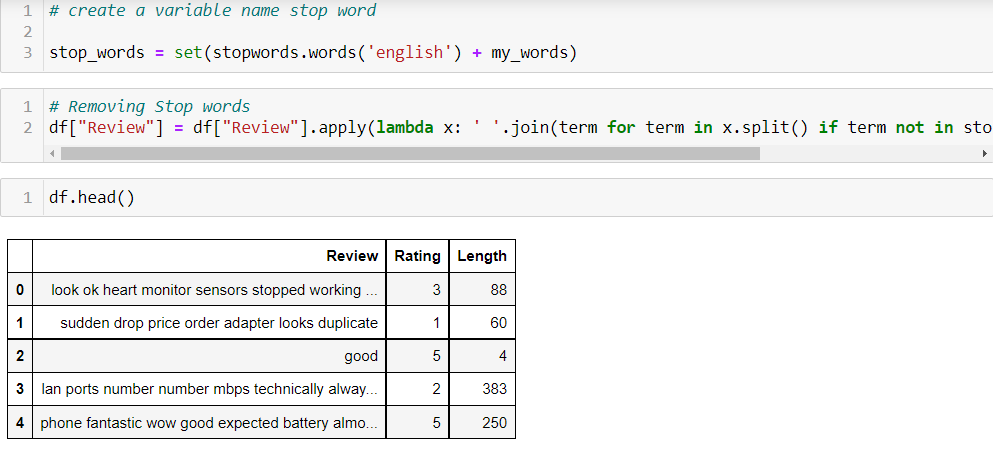 1 # create a variable name stop word
2
3 stop_words = set(stopwords.words('english') + my_words)
1 # Removing Stop words
2 df["Review"] = df["Review"].apply(lambda x: ' '.join(term for term in x.split() if term not in sto
1 df.head()
Review Rating Length
0 look ok heart monitor sensors stopped working ... 3 88
1 sudden drop price order adapter looks duplicate 1 60
2 good 5 4
3 lan ports number number mbps technically alway... 2 383
4 phone fantastic wow good expected battery almo... 5 250